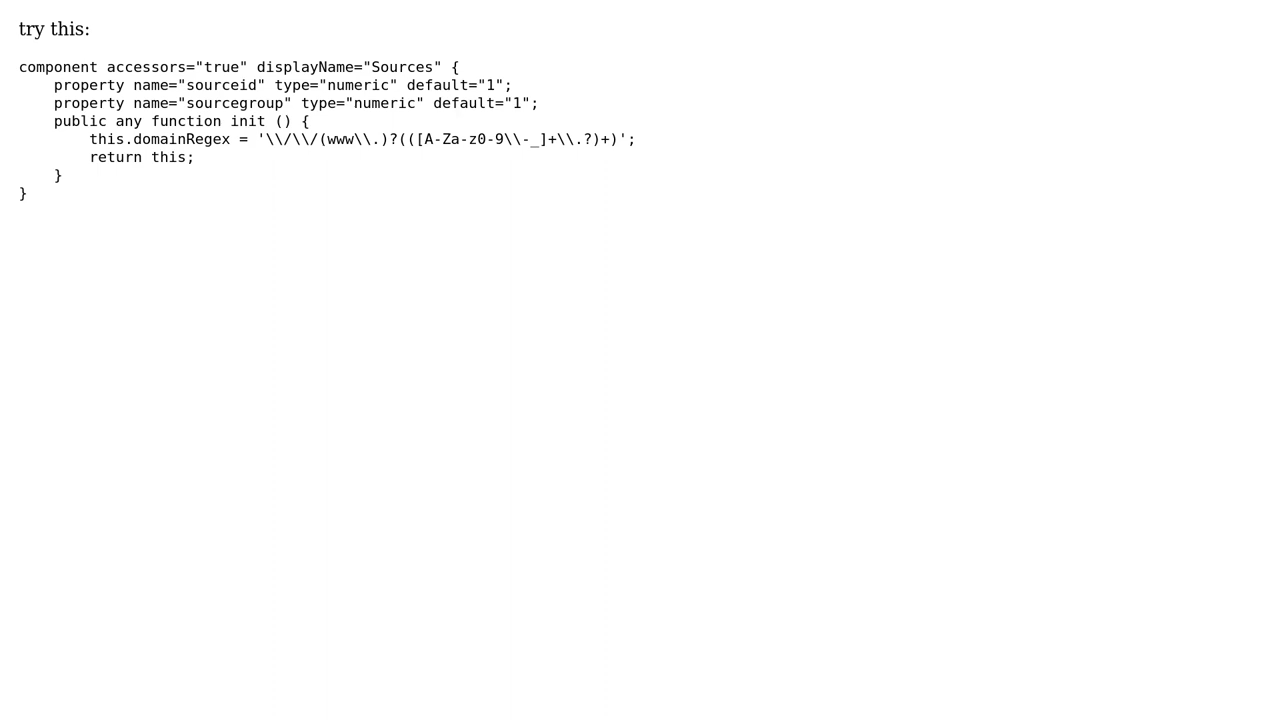 try this:
component accessors="true" displayName="Sources" {
    property name="sourceid" type="numeric" default="1";
    property name="sourcegroup" type="numeric" default="1";
    public any function init () {
        this.domainRegex = '\\/\\/(www\\.)?(([A-Za-z0-9\\-_]+\\.?)+)';
        return this;
    }
}